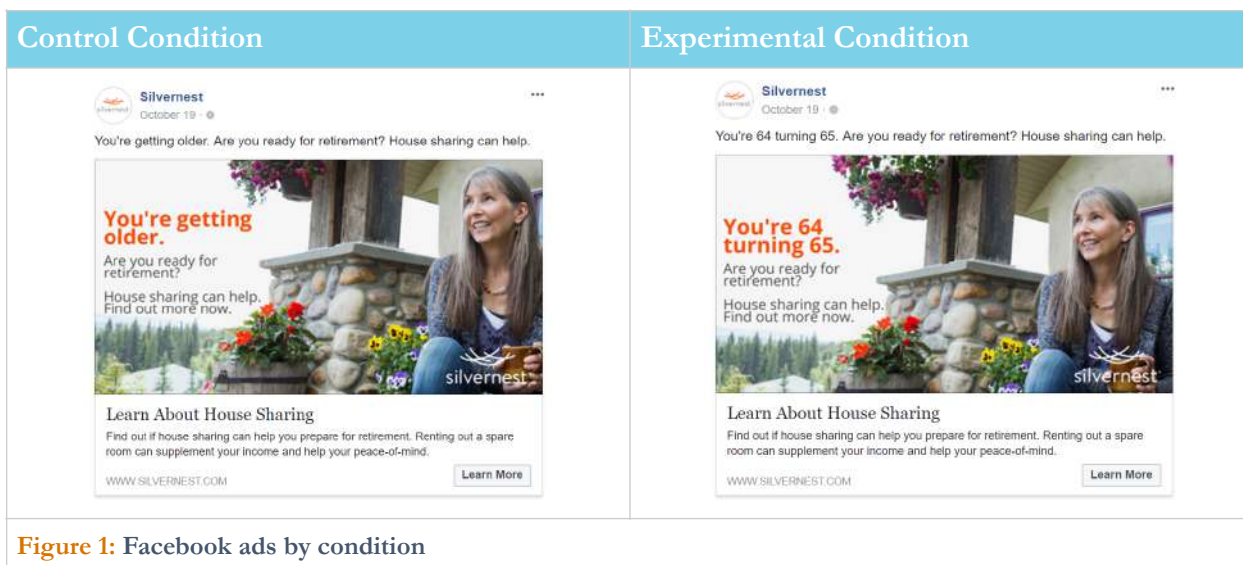 Control Condition
Experimental Condition
silvernest
Silvernest
October 19
You're getting older. Are you ready for retirement? House sharing can help.
You're getting
older.
Are you ready for
retirement?
House sharing can help.
Find out more now.
silvernest
Learn About House Sharing
Find out if house sharing can help you prepare for retirement. Renting out a spare
room can supplement your income and help your peace-of-mind.
WWW.SILVERNEST.COM
Learn More
silvernest
Silvernest
October 19
You're 64 turning 65. Are you ready for retirement? House sharing can help.
You're 64
turning 65.
Are you ready for
retirement?
House sharing can help.
Find out more now.
silvernest
Learn About House Sharing
Find out if house sharing can help you prepare for retirement. Renting out a spare
room can supplement your income and help your peace-of-mind.
WWW.SILVERNEST.COM
Learn More
Figure 1: Facebook ads by condition